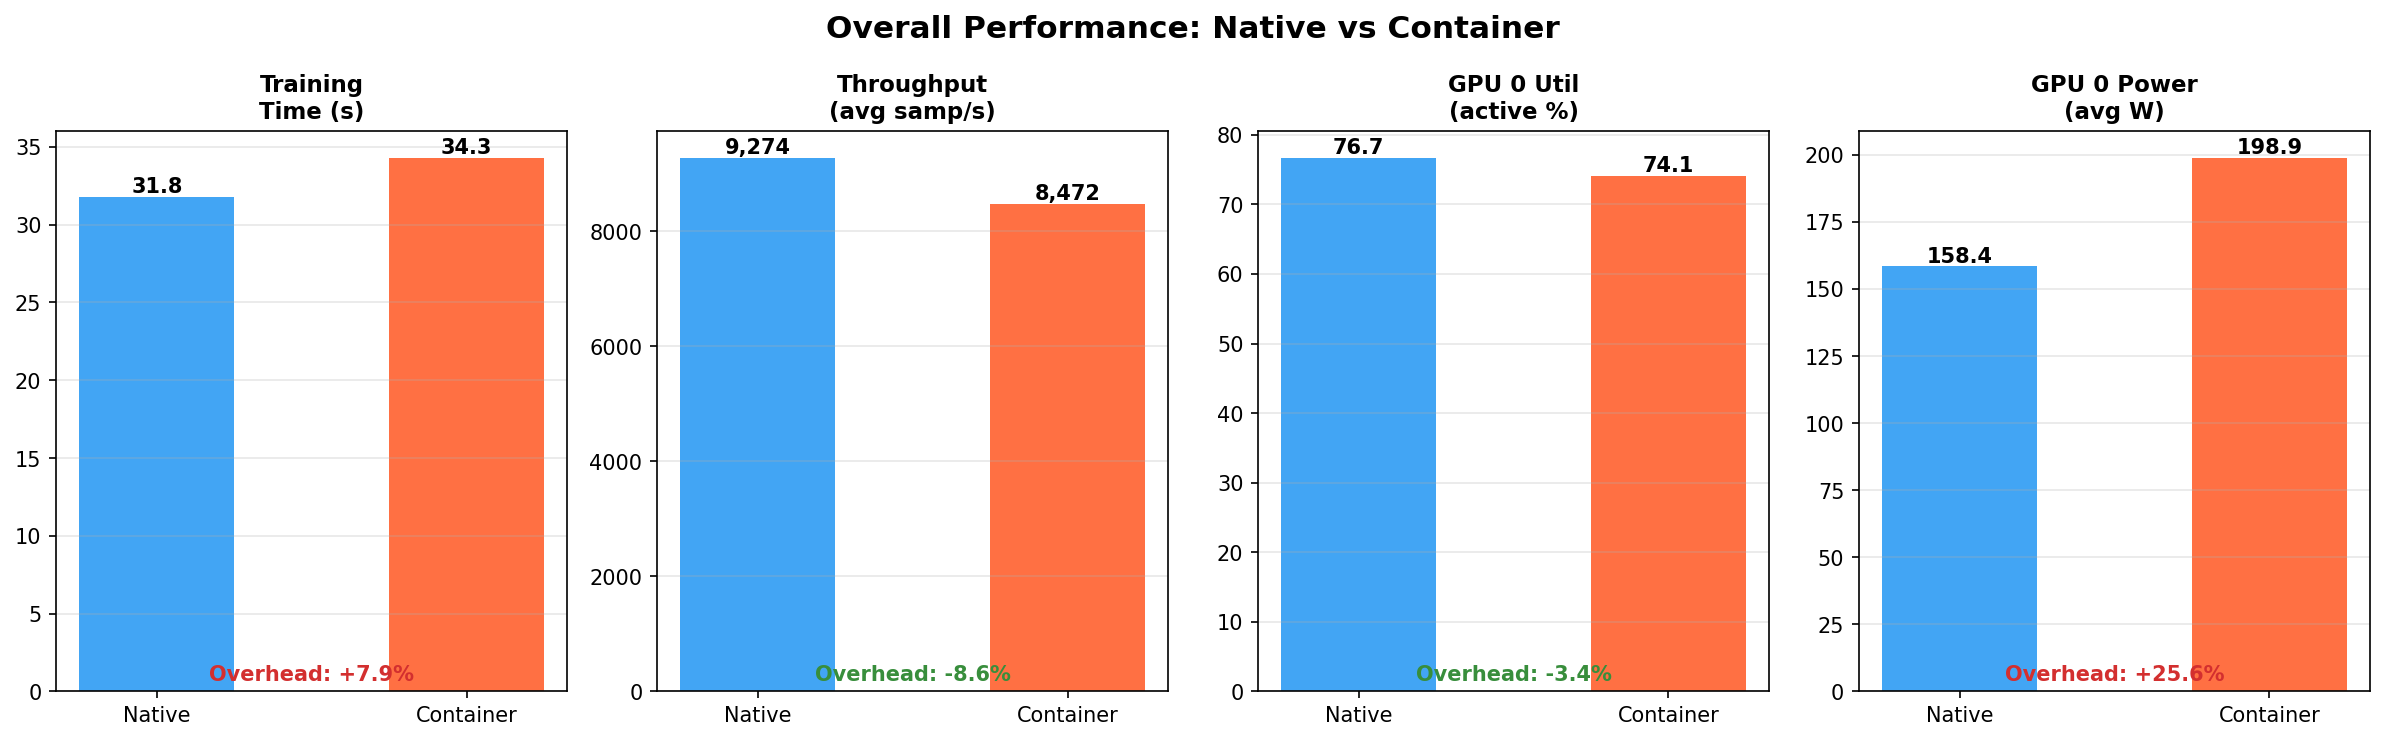 Overall Performance: Native vs Container
Training
Time (s)
35
30
25
20
15
10
5
0
31.8
34.3
Overhead: +7.9%
Native
Container
Throughput
(avg samp/s)
8000
6000
4000
2000
0
9,274
8,472
Overhead: -8.6%
Native
Container
GPU 0 Util
(active %)
80
70
60
50
40
30
20
10
0
76.7
74.1
Overhead: -3.4%
Native
Container
GPU 0 Power
(avg W)
200
175
150
125
100
75
50
25
0
158.4
198.9
Overhead: +25.6%
Native
Container